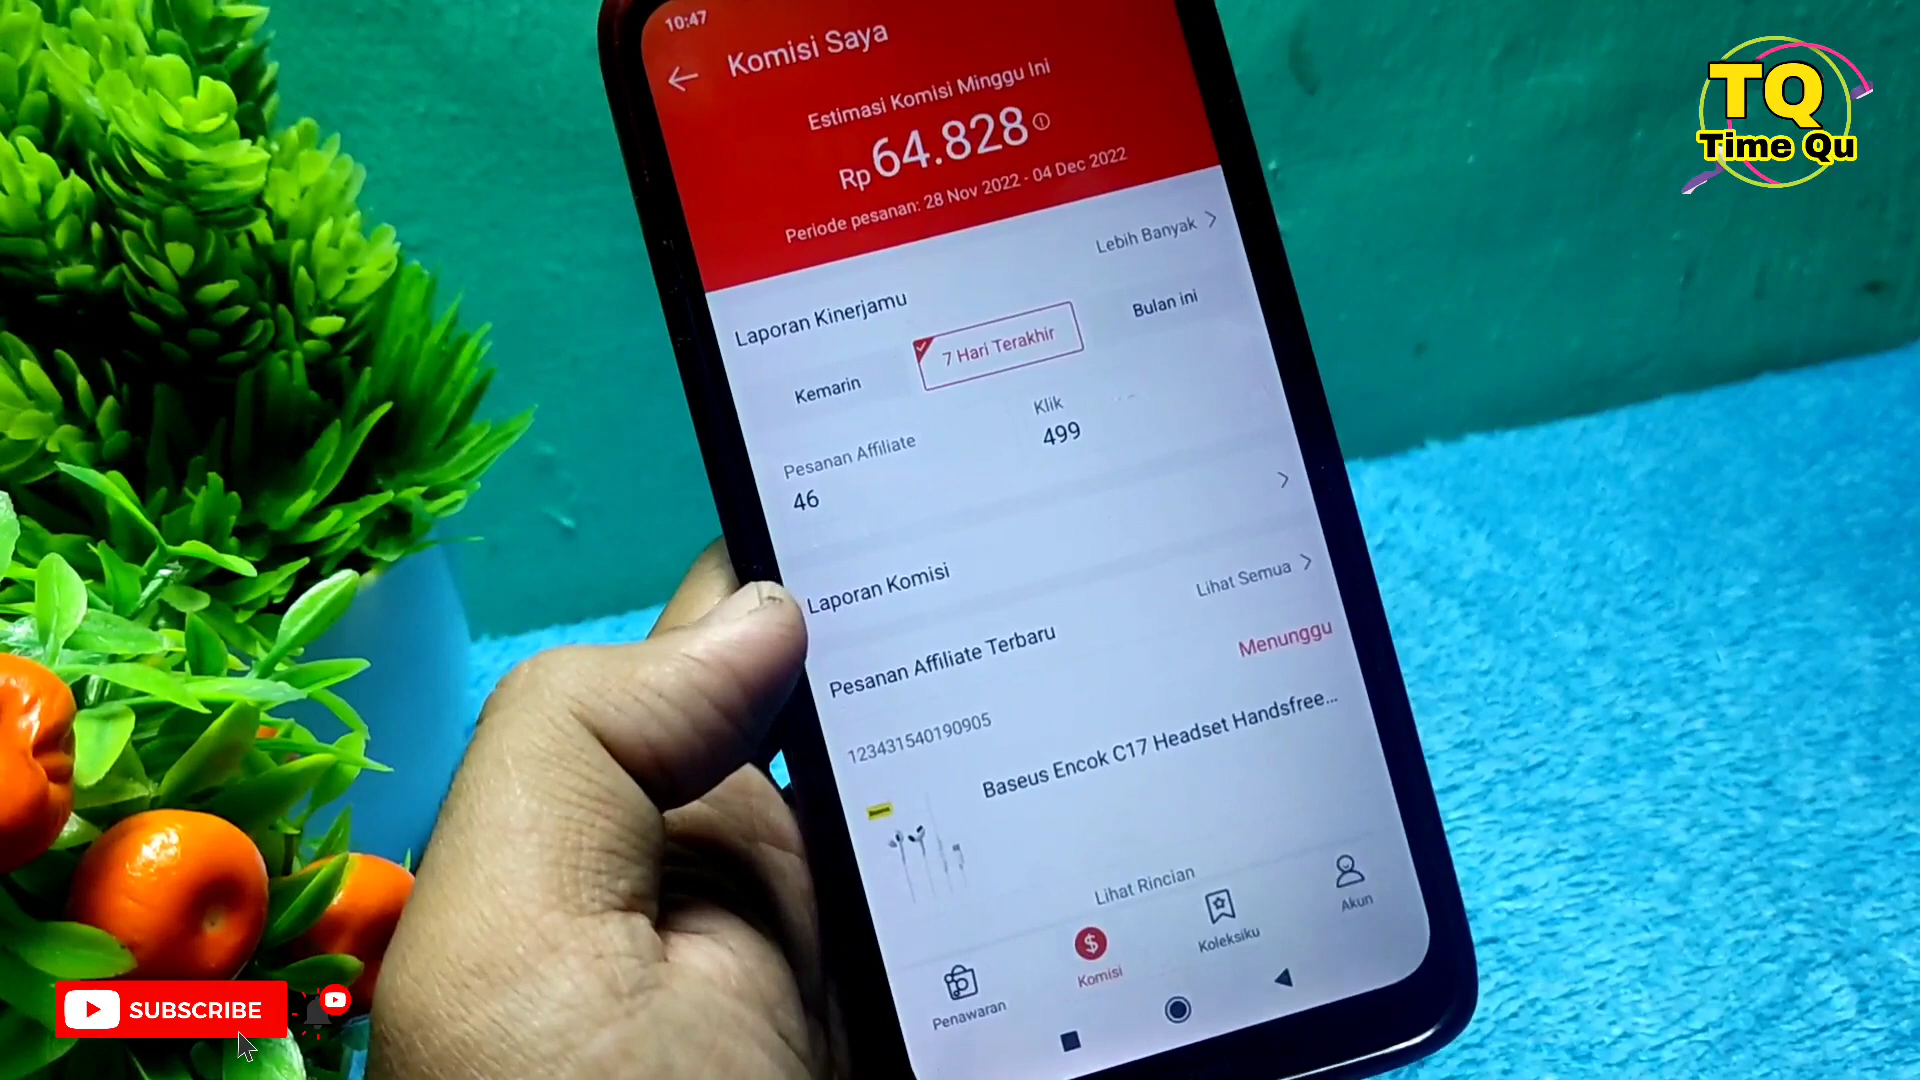 10:47
Komisi Saya
Estimasi Komisi Minggu Ini
Rp 64.828
Periode pesanan: 28 Nov 2022 - 04 Dec 2022
Laporan Kinerjamu
Lebih Banyak
Kemarin
7 Hari Terakhir
Bulan ini
Pesanan Affiliate
46
Klik
499
Laporan Komisi
Pesanan Affiliate Terbaru
Lihat Semua
123431540190905
Menunggu
Baseus Encok C17 Headset Handsfree...
Lihat Rincian
Penawaran
Komisi
Koleksiku
Akun
TQ
Time Qu
SUBSCRIBE